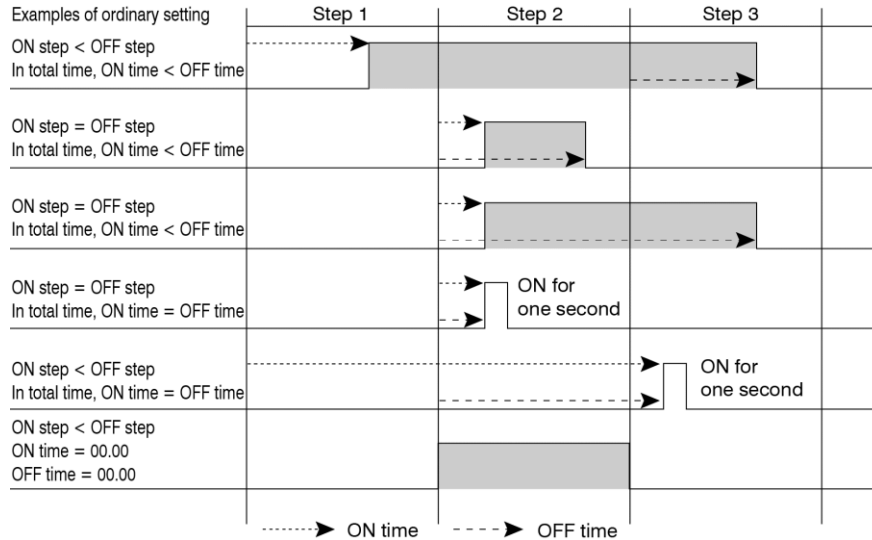 Examples of ordinary setting Step 1 Step 2 Step 3
ON step < OFF step
In total time, ON time < OFF time
ON step = OFF step
In total time, ON time < OFF time
ON step = OFF step
In total time, ON time < OFF time
ON step = OFF step
In total time, ON time = OFF time
ON for
one second
ON step < OFF step
In total time, ON time = OFF time
ON for
one second
ON step < OFF step
ON time = 00.00
OFF time = 00.00
ON time OFF time